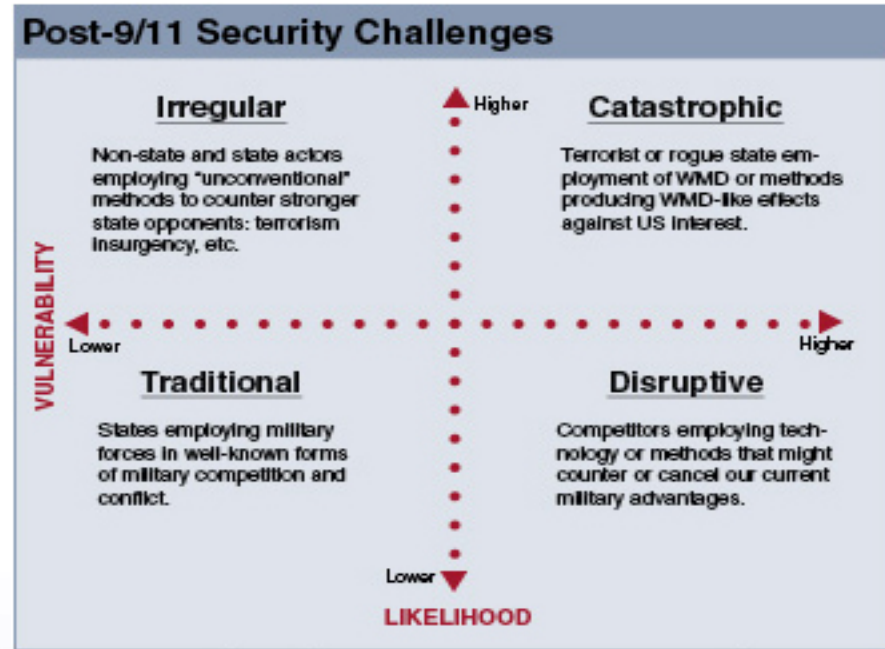 Post-9/11 Security Challenges
Irregular
Non-state and state actors
employing "unconventional"
methods to counter stronger
state opponents: terrorism
insurgency, etc.
Higher
Catastrophic
Terrorist or rogue state em-
ployment of WMD or methods
producing WMD-like effects
against US interest.
VULNERABILITY
Lower
Higher
Traditional
States employing military
forces in well-known forms
of military competition and
conflict.
Disruptive
Competitors employing tech-
nology or methods that might
counter or cancel our current
military advantages.
Lower
LIKELIHOOD